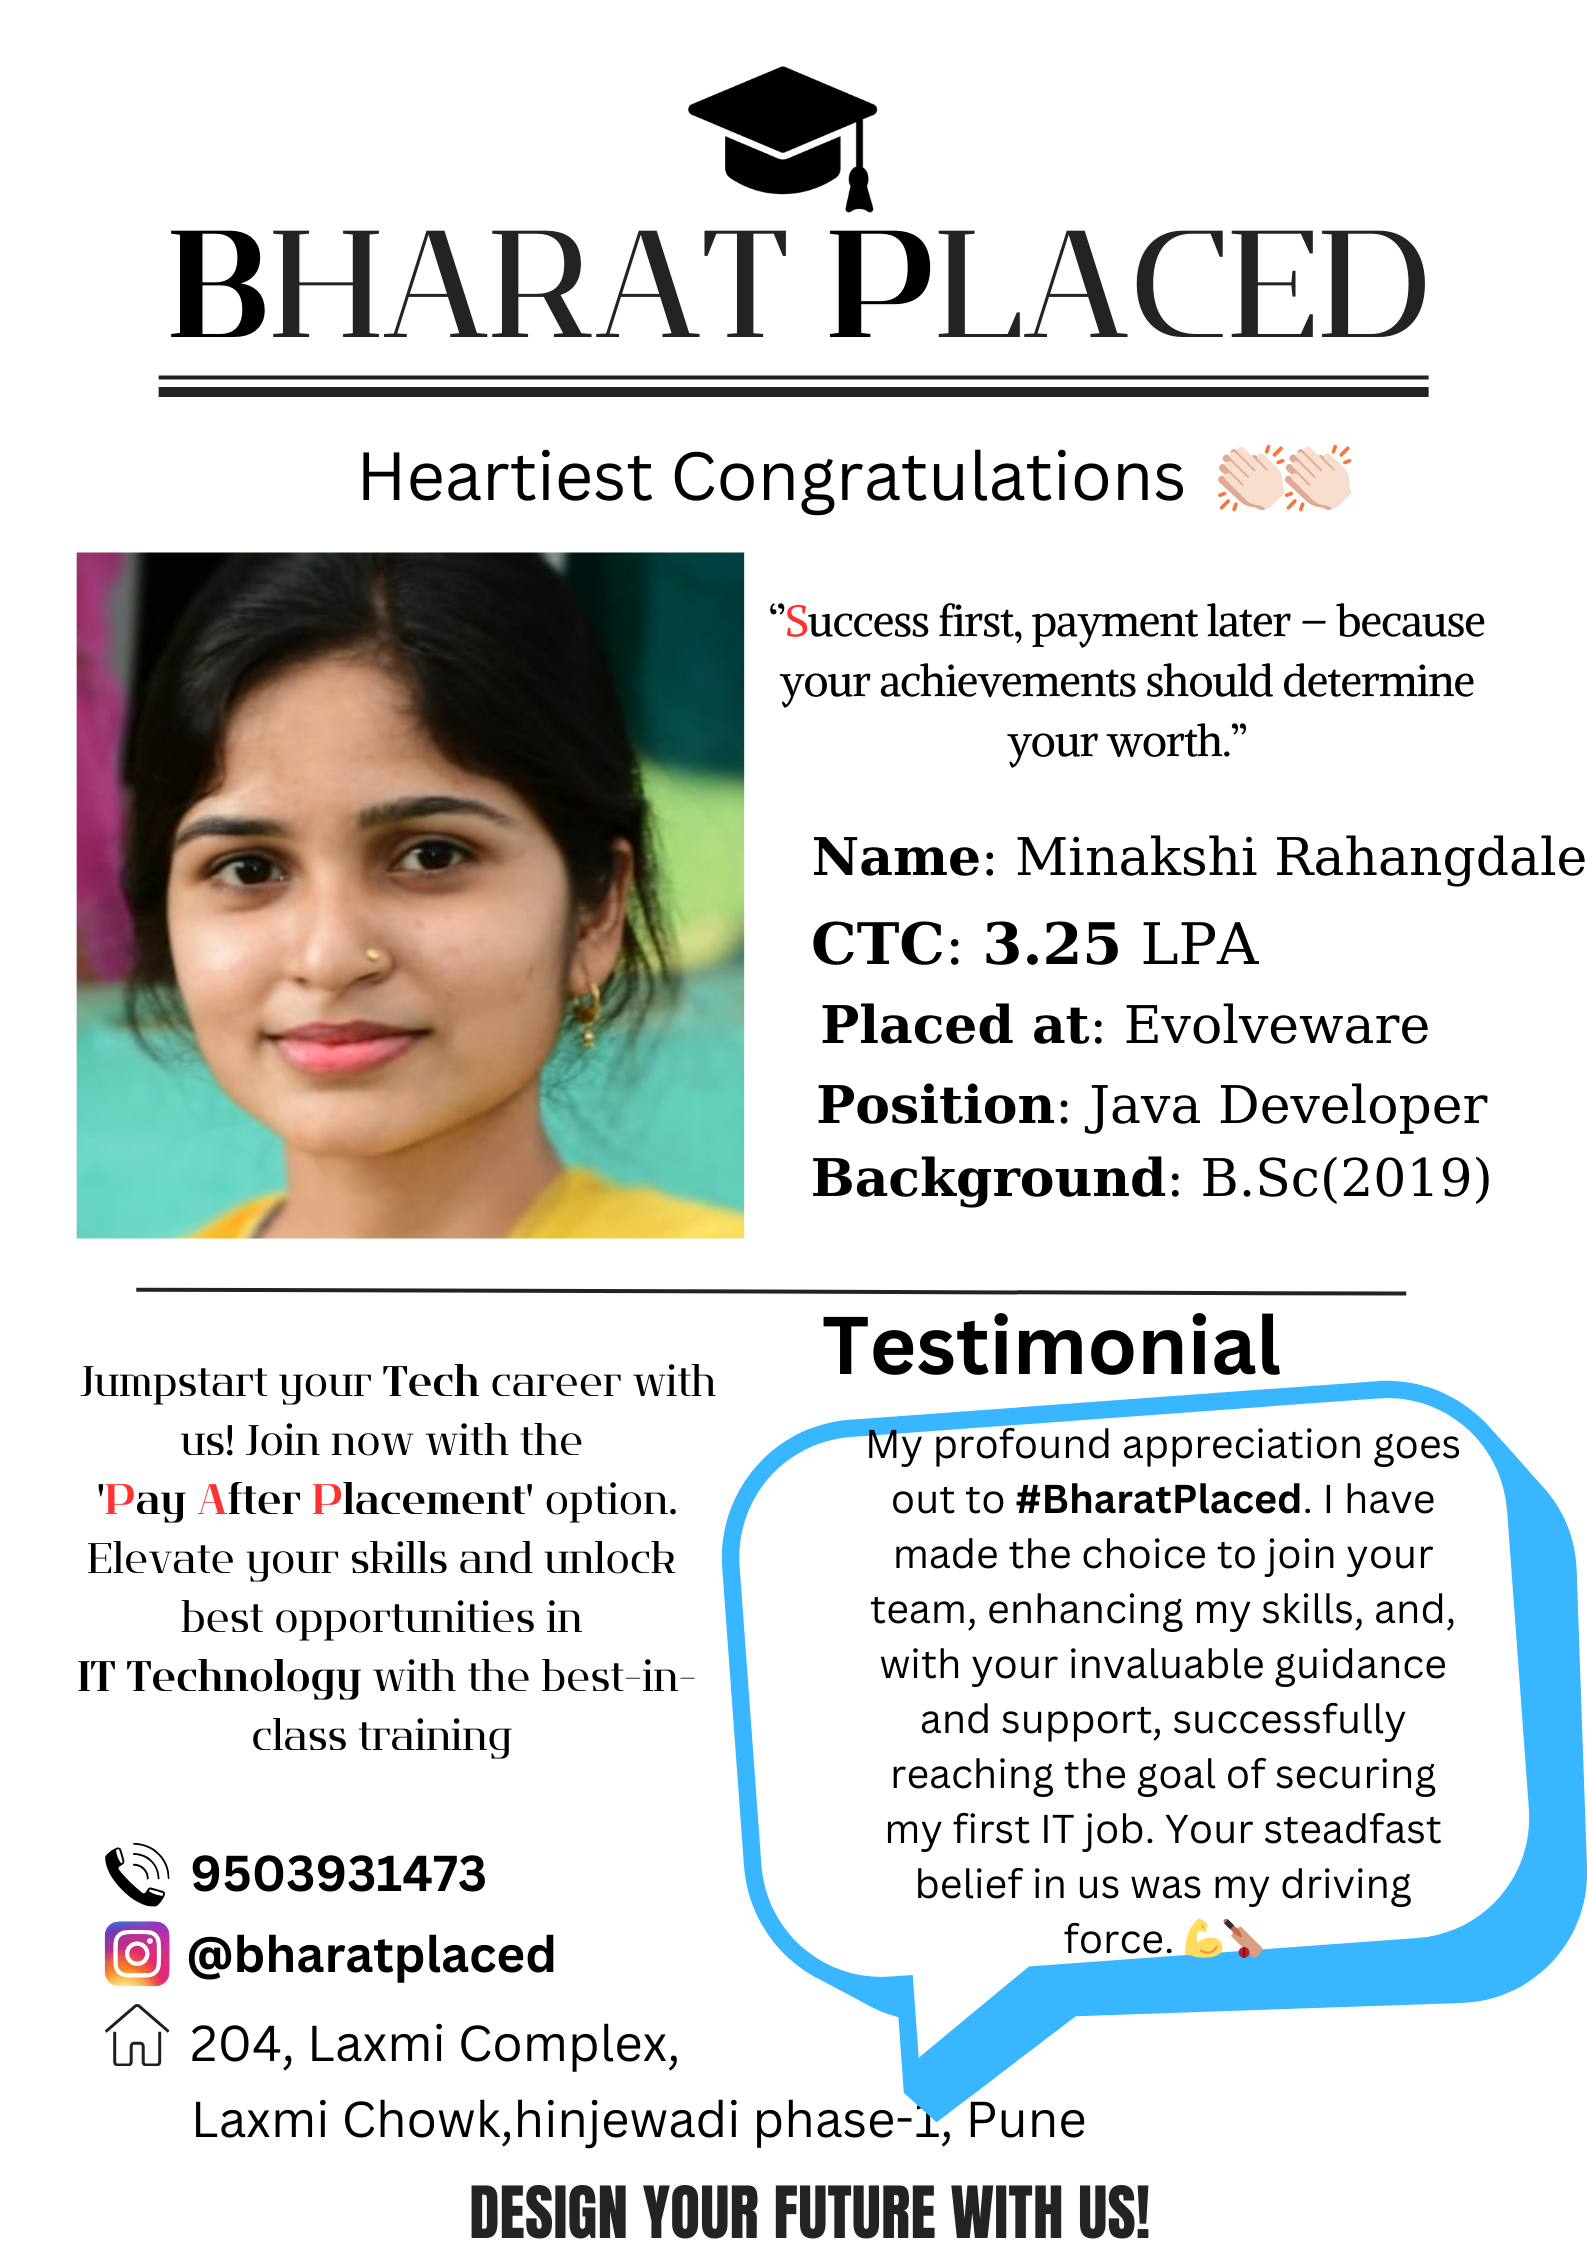 BHARAT PLACED
Heartiest Congratulations 👏🏻👏🏻
“Success first, payment later – because
your achievements should determine
your worth.”
Name: Minakshi Rahangdale
CTC: 3.25 LPA
Placed at: Evolveware
Position: Java Developer
Background: B.Sc(2019)
Jumpstart your Tech career with
us! Join now with the
'Pay After Placement' option.
Elevate your skills and unlock
best opportunities in
IT Technology with the best-in-
class training
9503931473
@bharatplaced
204, Laxmi Complex,
Laxmi Chowk,hinjewadi phase-1, Pune
Testimonial
My profound appreciation goes
out to #BharatPlaced. I have
made the choice to join your
team, enhancing my skills, and,
with your invaluable guidance
and support, successfully
reaching the goal of securing
my first IT job. Your steadfast
belief in us was my driving
force. 💪🏏
DESIGN YOUR FUTURE WITH US!